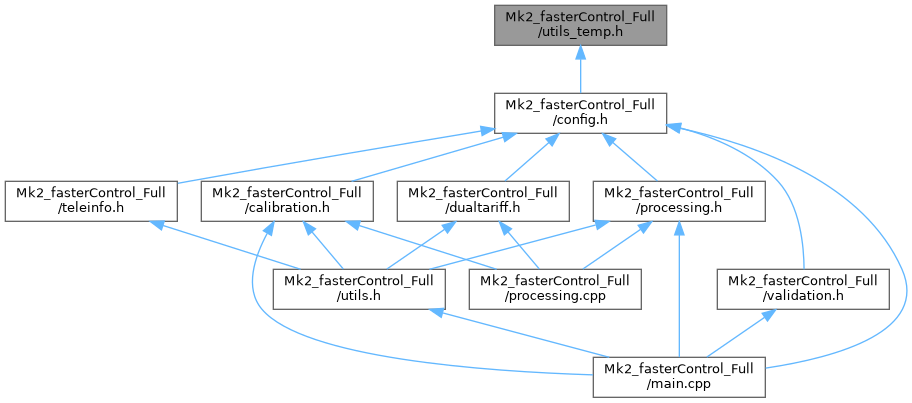 Mk2_fasterControl_Full
/utils_temp.h
Mk2_fasterControl_Full
/config.h
Mk2_fasterControl_Full
/teleinfo.h
Mk2_fasterControl_Full
/calibration.h
Mk2_fasterControl_Full
/dualtariff.h
Mk2_fasterControl_Full
/processing.h
Mk2_fasterControl_Full
/utils.h
Mk2_fasterControl_Full
/processing.cpp
Mk2_fasterControl_Full
/validation.h
Mk2_fasterControl_Full
/main.cpp